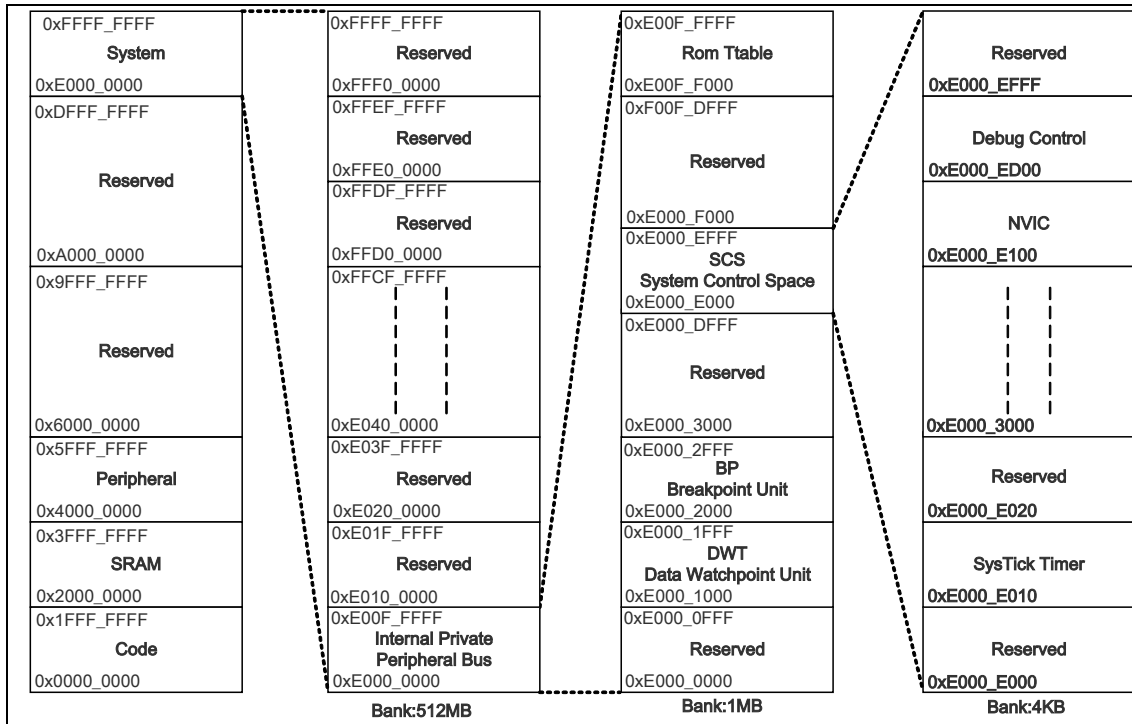 0xFFFF_FFFF
System
0xE000_0000
0xDFFF_FFFF
Reserved
0xA000_0000
0x9FFF_FFFF
Reserved
0x6000_0000
0x5FFF_FFFF
Peripheral
0x4000_0000
0x3FFF_FFFF
SRAM
0x2000_0000
0x1FFF_FFFF
Code
0x0000_0000
0xFFFF_FFFF
Reserved
0xFFF0_0000
0xFFEF_FFFF
Reserved
0xFFE0_0000
0xFFDF_FFFF
Reserved
0xFFD0_0000
0xFFCF_FFFF
0xE040_0000
0xE03F_FFFF
Reserved
0xE020_0000
0xE01F_FFFF
Reserved
0xE010_0000
0xE00F_FFFF
Internal Private
Peripheral Bus
0xE000_0000
Bank:512MB
0xE00F_FFFF
Rom Ttable
0xE00F_F000
0xF00F_DFFF
Reserved
0xE000_F000
0xE000_EFFF
SCS
System Control Space
0xE000_E000
0xE000_DFFF
Reserved
0xE000_3000
0xE000_2FFF
BP
Breakpoint Unit
0xE000_2000
0xE000_1FFF
DWT
Data Watchpoint Unit
0xE000_1000
0xE000_0FFF
Reserved
0xE000_0000
Bank:1MB
Reserved
0xE000_EFFF
Debug Control
0xE000_ED00
NVIC
0xE000_E100
0xE000_3000
Reserved
0xE000_E020
SysTick Timer
0xE000_E010
Reserved
0xE000_E000
Bank:4KB